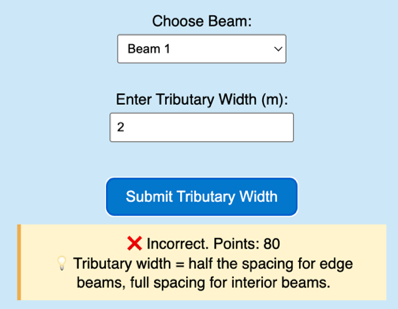 Choose Beam:
Beam 1
Enter Tributary Width (m):
2
Submit Tributary Width
❌ Incorrect. Points: 80
💡 Tributary width = half the spacing for edge
beams, full spacing for interior beams.